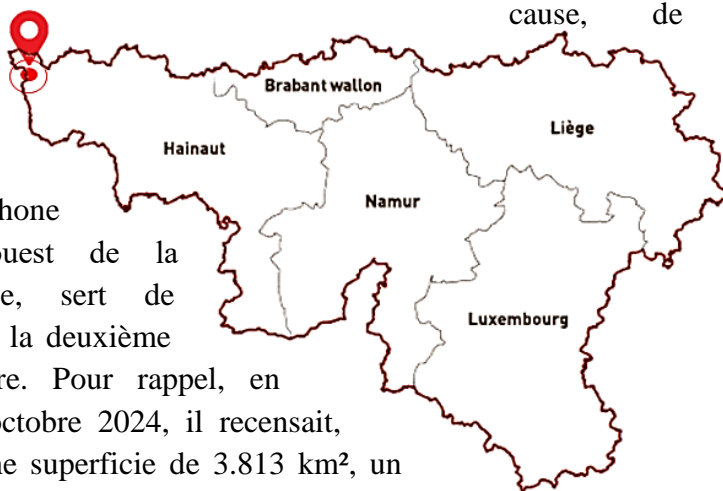 cause, de
Brabant wallon
Liège
Hainaut
Namur
hone
ouest de la
e, sert de
Luxembourg
la deuxième
re. Pour rappel, en
octobre 2024, il recensait,
ne superficie de 3.813 km², un